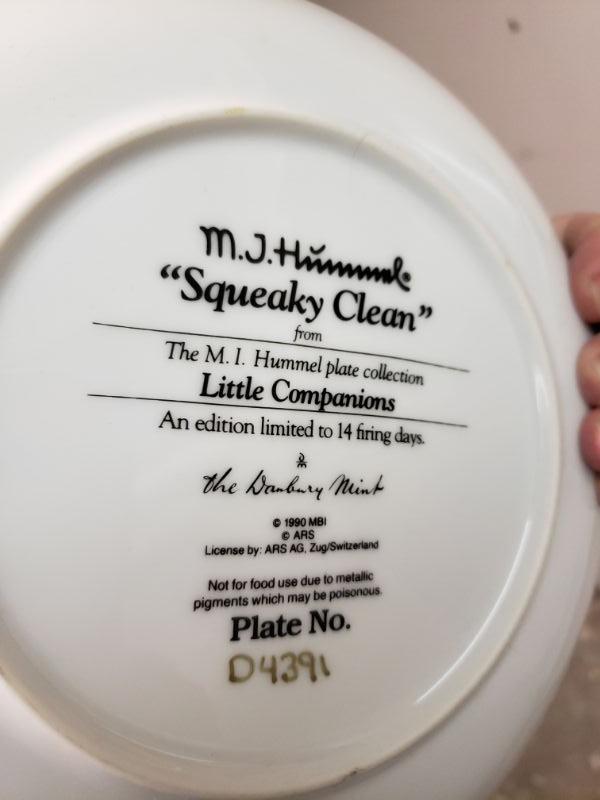 M.J.Hummel®
“Squeaky Clean”
from
The M. I. Hummel plate collection
Little Companions
An edition limited to 14 firing days.
the Danbury Mint
© 1990 MBI
© ARS
License by: ARS AG, Zug/Switzerland
Not for food use due to metallic
pigments which may be poisonous.
Plate No.
D4391